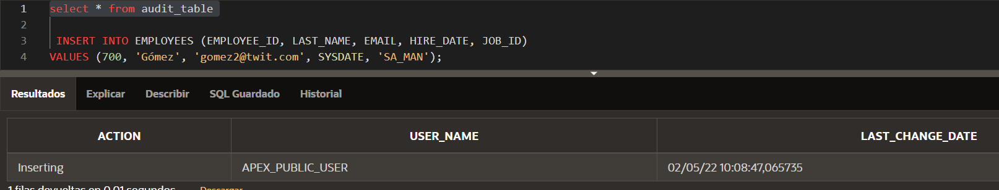 1 select * from audit_table
2
3 INSERT INTO EMPLOYEES (EMPLOYEE_ID, LAST_NAME, EMAIL, HIRE_DATE, JOB_ID)
4 VALUES (700, 'Gómez', 'gomez2@twit.com', SYSDATE, 'SA_MAN');
Resultados Explicar Describir SQL Guardado Historial
ACTION USER_NAME LAST_CHANGE_DATE
Inserting APEX_PUBLIC_USER 02/05/22 10:08:47,065735
1 filas devueltas en 0.01 segundos Descargar